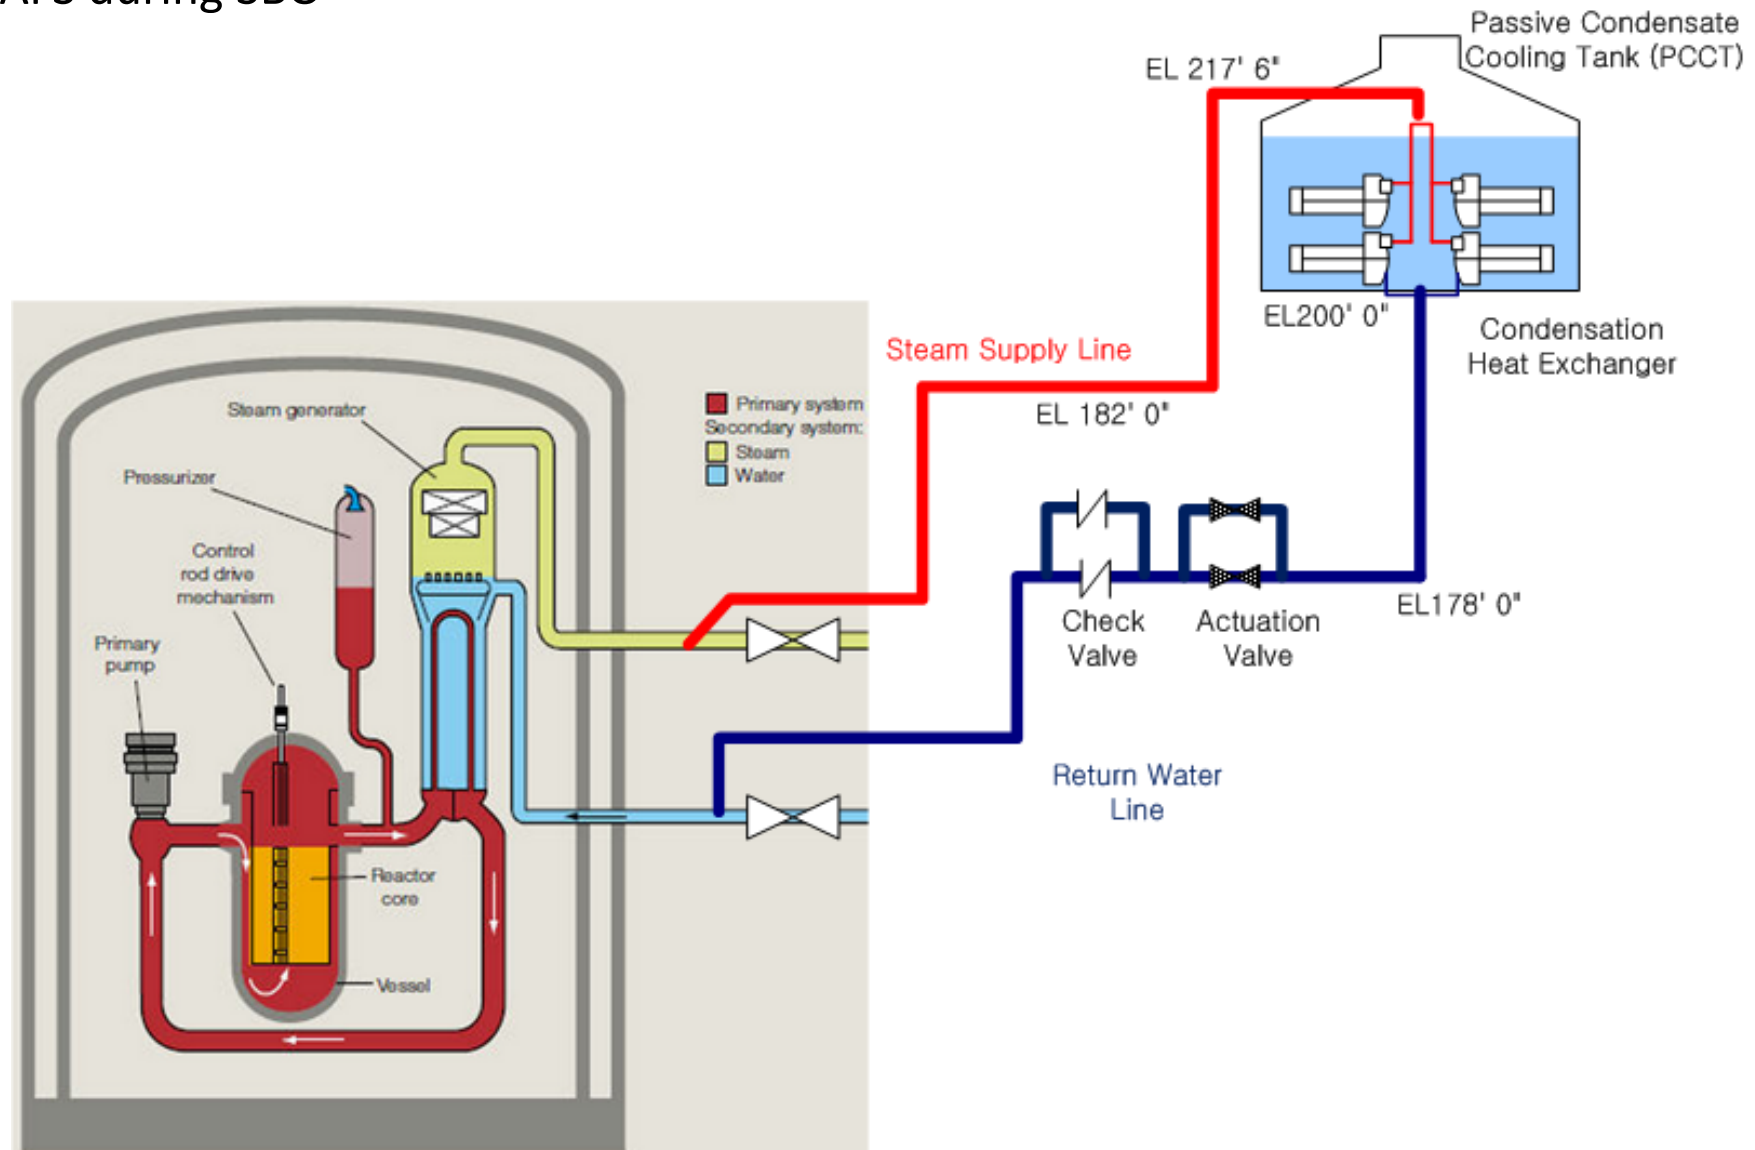 during SBO
Passive Condensate
Cooling Tank (PCCT)
EL 217' 6"
EL200' 0"
Condensation
Heat Exchanger
Steam Supply Line
EL 182' 0"
Steam generator
Primary system
Secondary system:
Steam
Water
Pressurizer
Control
rod drive
mechanism
Check
Valve
Actuation
Valve
EL178' 0"
Primary
pump
Return Water
Line
Reactor
core
Vessel